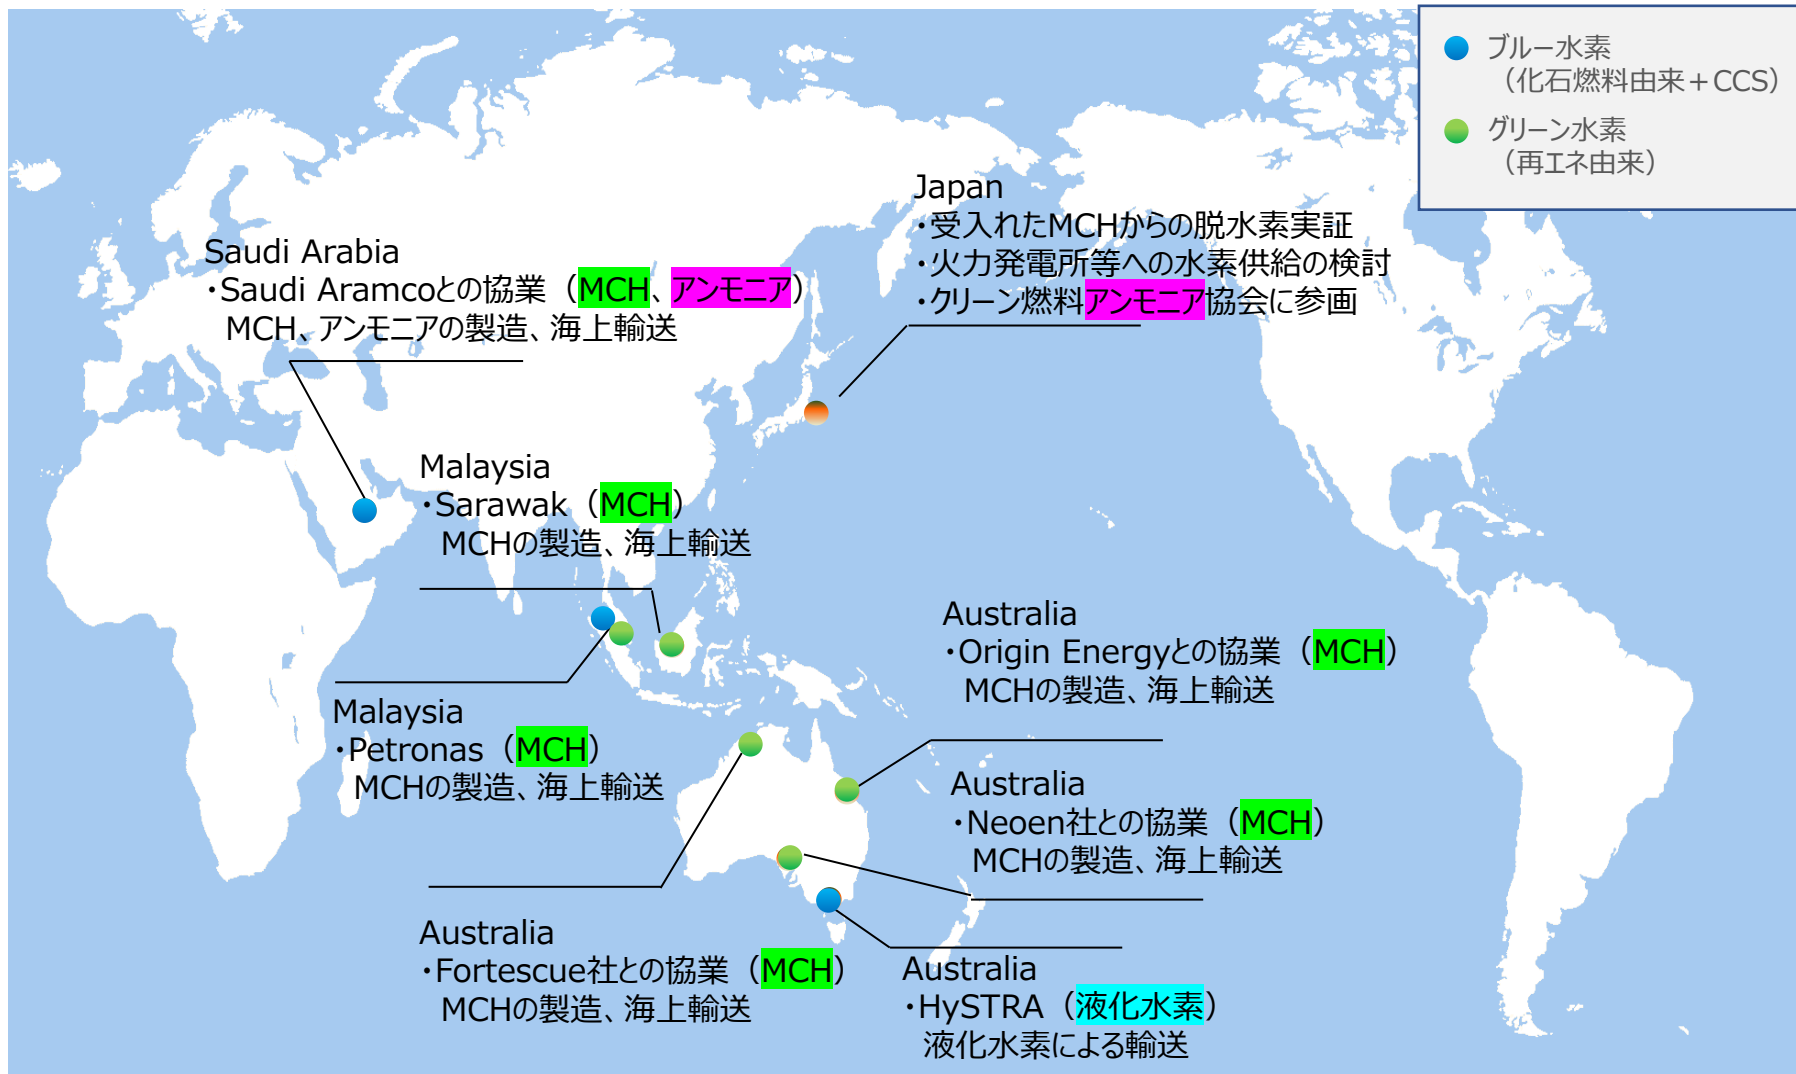 ブルー水素
（化石燃料由来＋CCS）
グリーン水素
（再エネ由来）
Japan
・受入れたMCHからの脱水素実証
・火力発電所等への水素供給の検討
・クリーン燃料アンモニア協会に参画
Saudi Arabia
・Saudi Aramcoとの協業（MCH、アンモニア）
MCH、アンモニアの製造、海上輸送
Malaysia
・Sarawak（MCH）
MCHの製造、海上輸送
Malaysia
・Petronas（MCH）
MCHの製造、海上輸送
Australia
・Origin Energyとの協業（MCH）
MCHの製造、海上輸送
Australia
・Neoen社との協業（MCH）
MCHの製造、海上輸送
Australia
・Fortescue社との協業（MCH）
MCHの製造、海上輸送
Australia
・HySTRA（液化水素）
液化水素による輸送